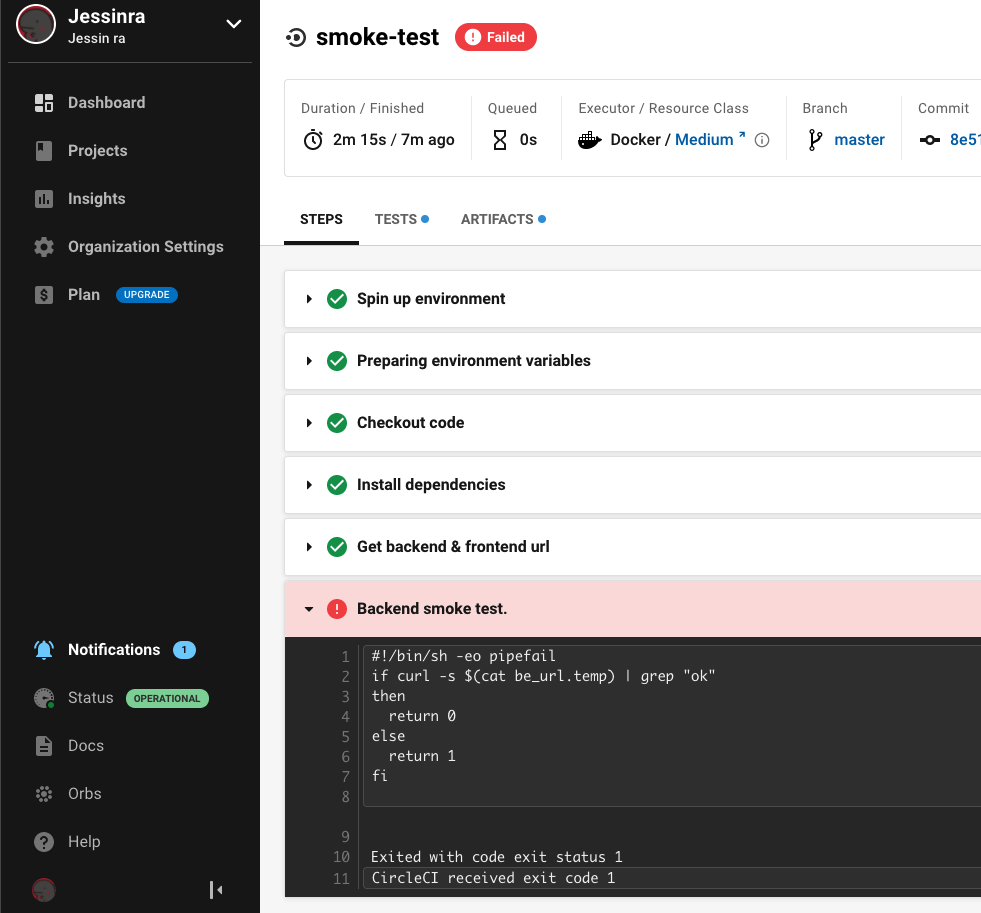 Jessinra
Jessin ra
Dashboard
Projects
Insights
Organization Settings
Plan UPGRADE
Notifications 1
Status OPERATIONAL
Docs
Orbs
Help
smoke-test Failed
Duration / Finished
2m 15s / 7m ago
Queued
0s
Executor / Resource Class
Docker / Medium
Branch
master
Commit
8e51
STEPS TESTS ARTIFACTS
Spin up environment
Preparing environment variables
Checkout code
Install dependencies
Get backend & frontend url
Backend smoke test.
1 #!/bin/sh -eo pipefail
2 if curl -s $(cat be_url.temp) | grep "ok"
3 then
4 return 0
5 else
6 return 1
7 fi
8
9
10 Exited with code exit status 1
11 CircleCI received exit code 1